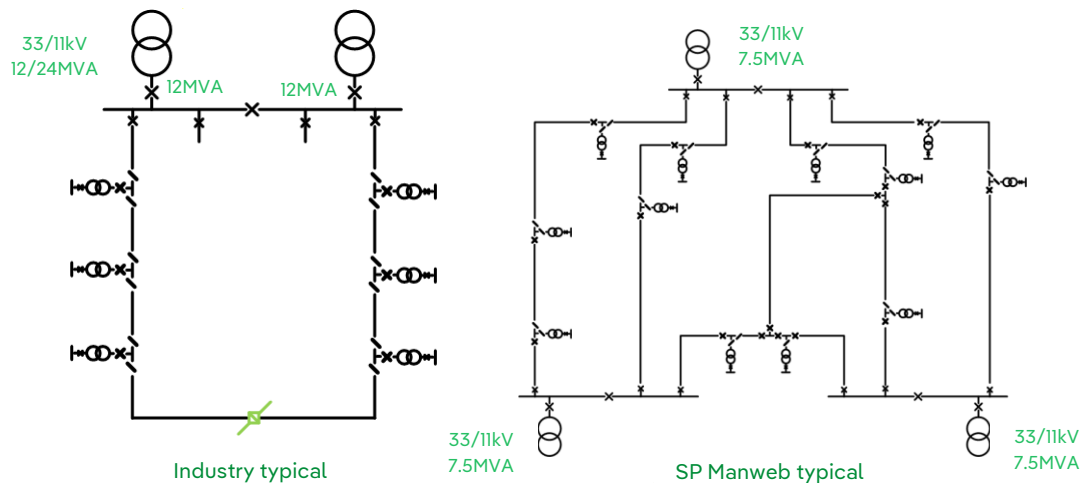 33/11kV
12/24MVA
12MVA
12MVA
33/11kV
7.5MVA
33/11kV
7.5MVA
33/11kV
7.5MVA
Industry typical
SP Manweb typical